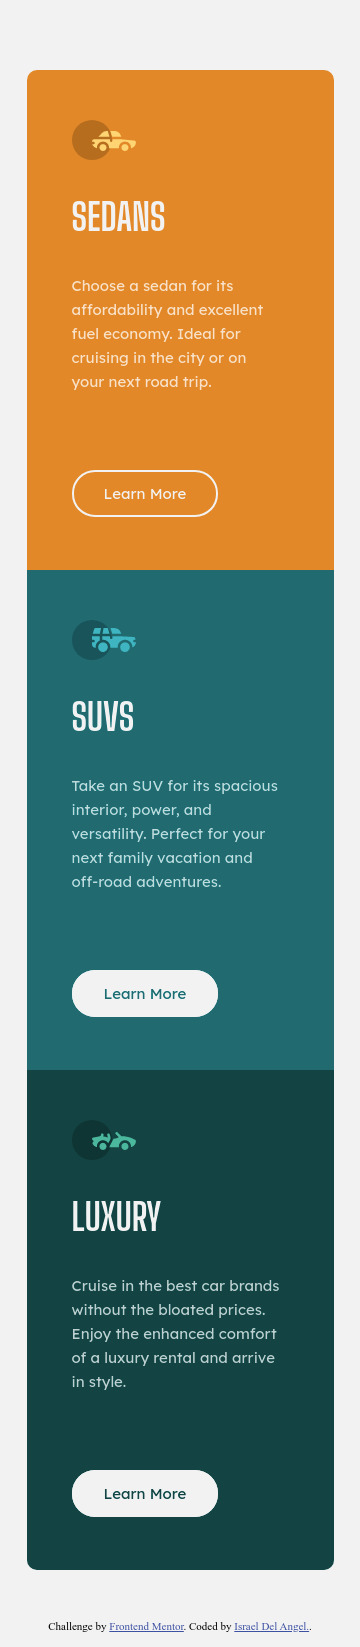 SEDANS
Choose a sedan for its
affordability and excellent
fuel economy. Ideal for
cruising in the city or on
your next road trip.
Learn More
SUVS
Take an SUV for its spacious
interior, power, and
versatility. Perfect for your
next family vacation and
off-road adventures.
Learn More
LUXURY
Cruise in the best car brands
without the bloated prices.
Enjoy the enhanced comfort
of a luxury rental and arrive
in style.
Learn More
Challenge by Frontend Mentor. Coded by Israel Del Angel..